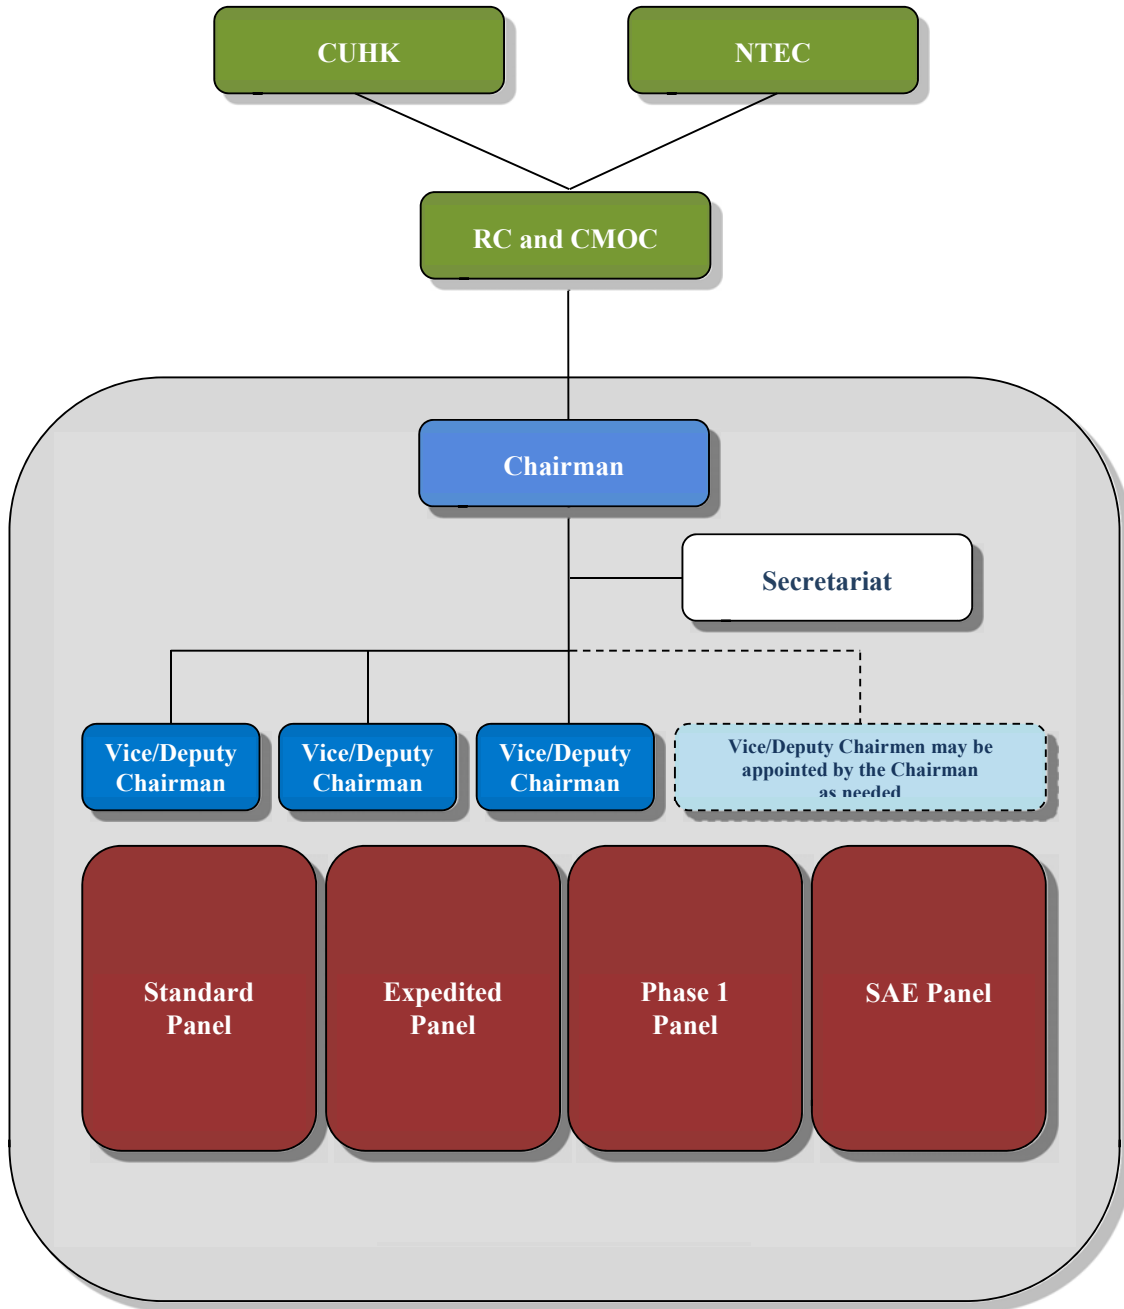 CUHK
NTEC
RC and CMOC
Chairman
Secretariat
Vice/Deputy
Chairman
Vice/Deputy
Chairman
Vice/Deputy
Chairman
Vice/Deputy Chairmen may be
appointed by the Chairman
as needed
Standard
Panel
Expedited
Panel
Phase 1
Panel
SAE Panel